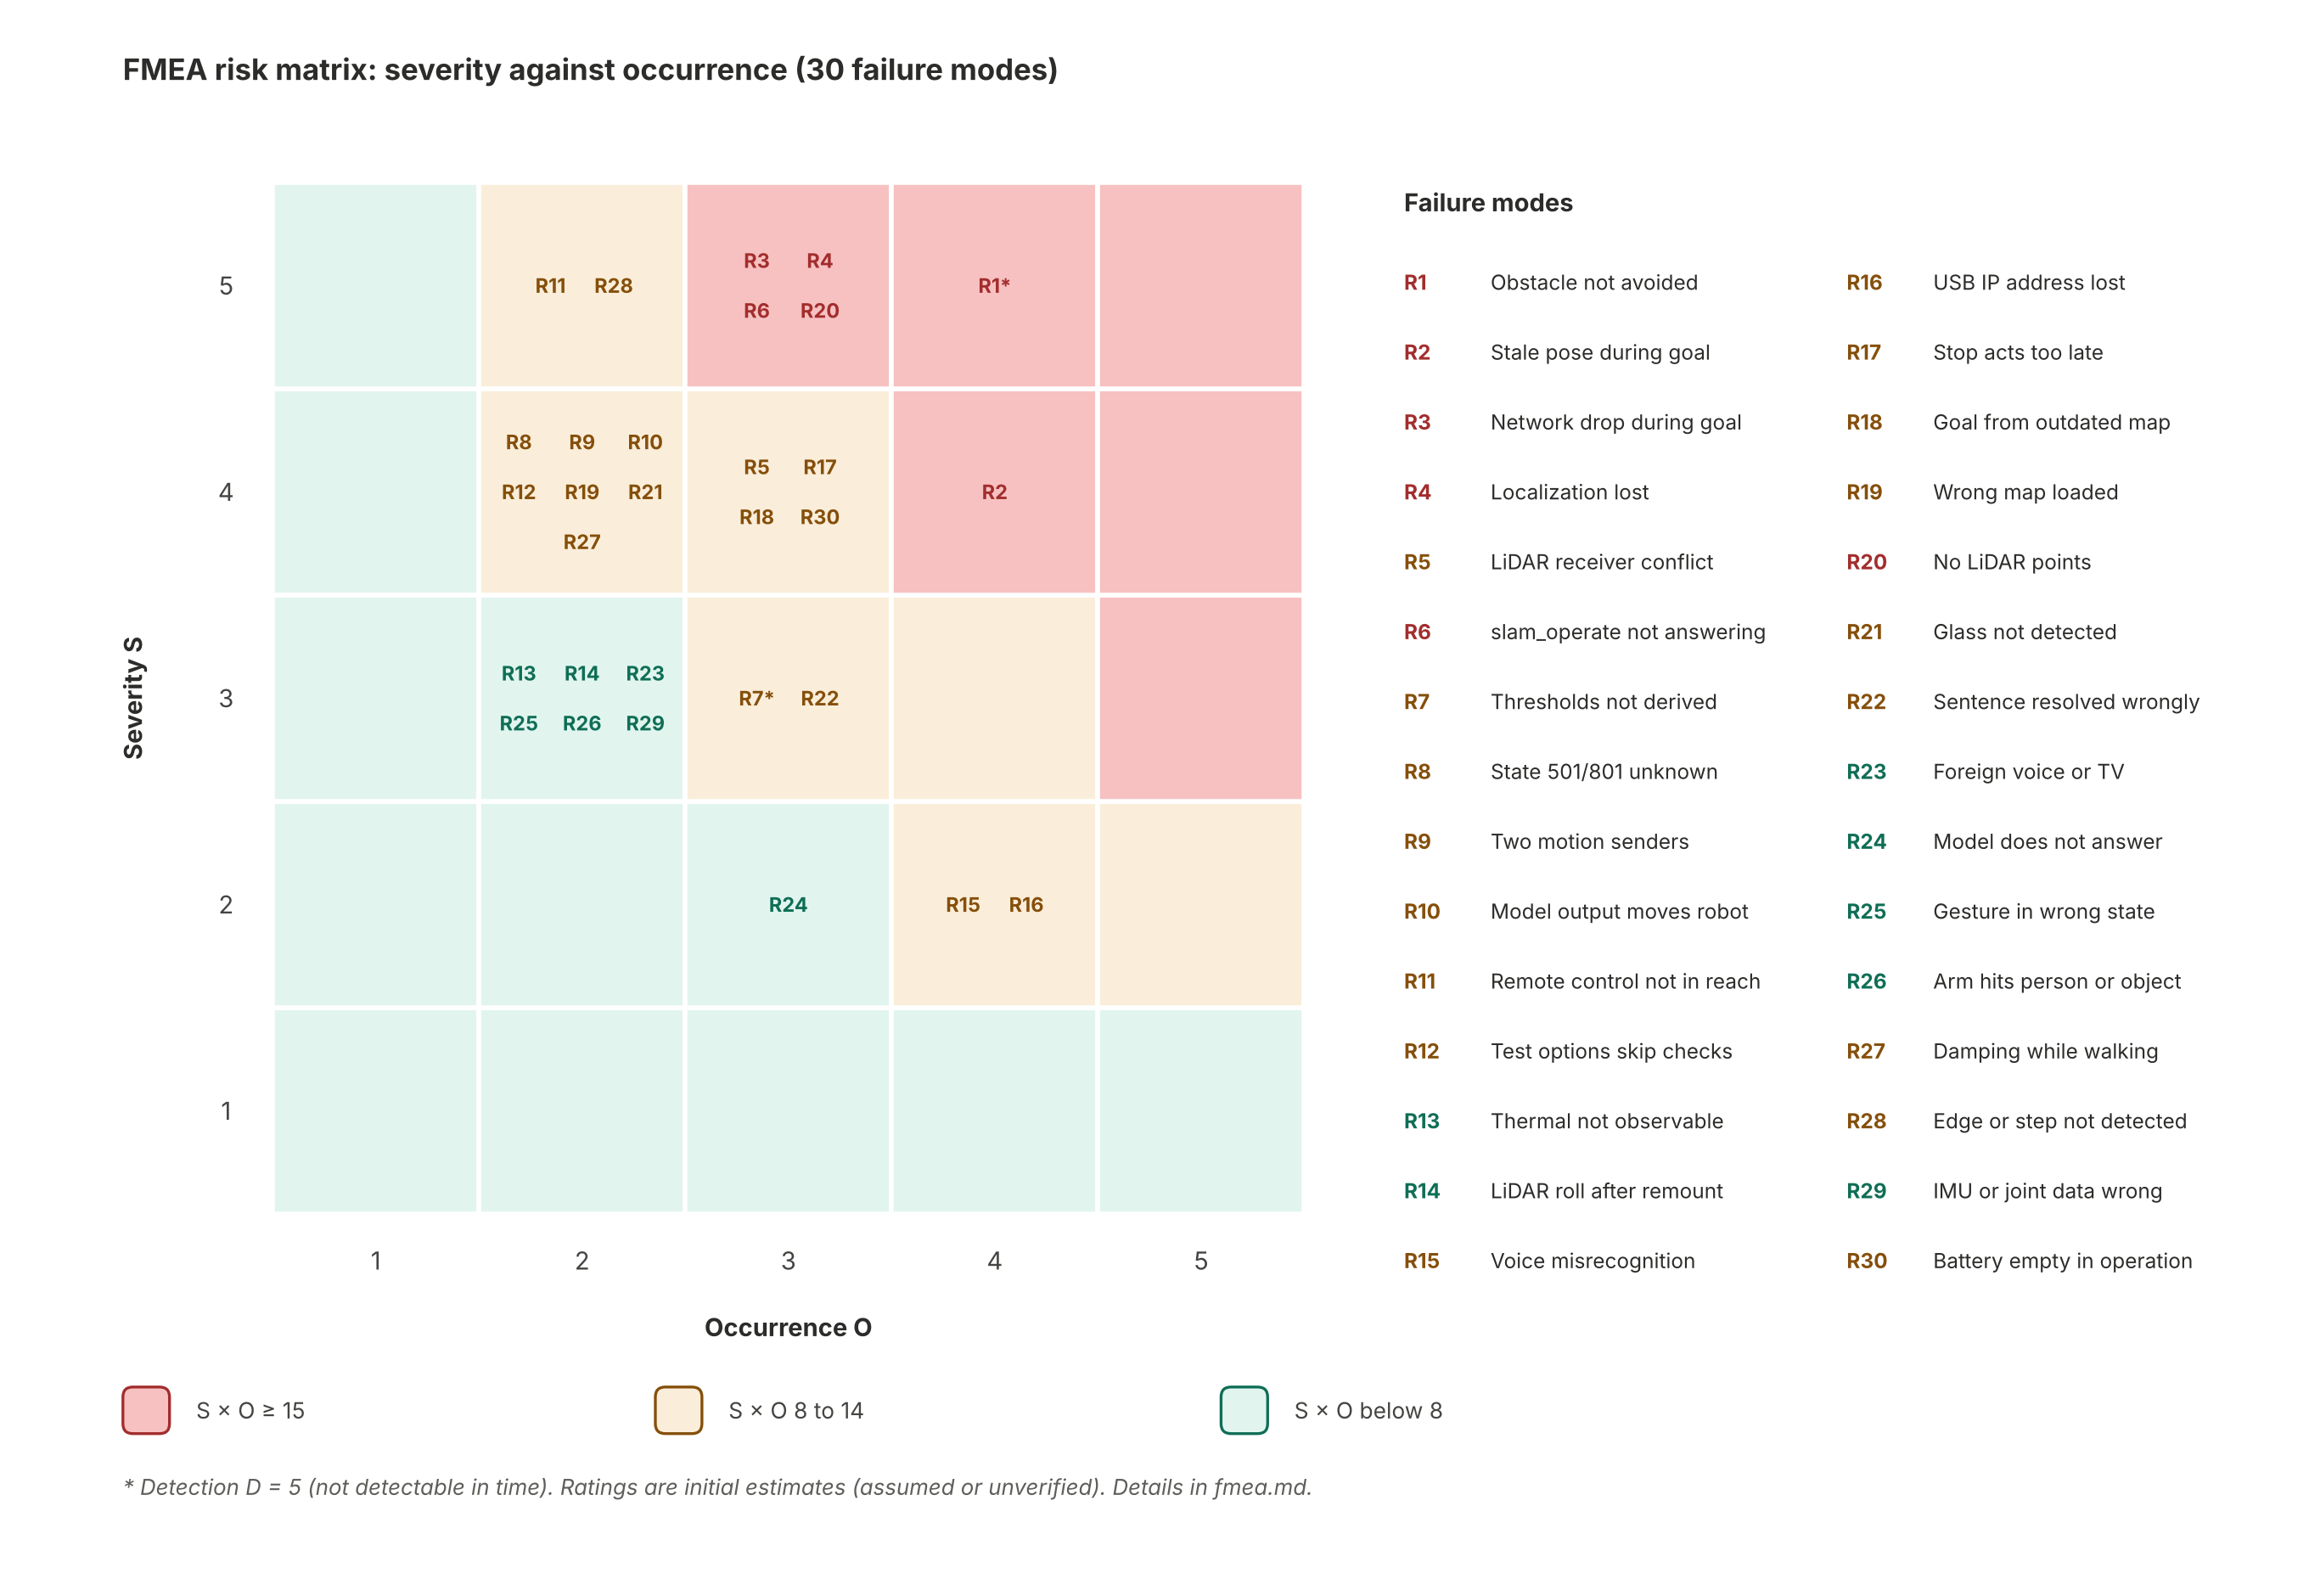 FMEA risk matrix: severity against occurrence (30 failure modes)
Severity S
5
R11 R28
R3 R4
R6 R20
R1*
4
R8 R9 R10
R12 R19 R21
R27
R5 R17
R18 R30
R2
3
R13 R14 R23
R25 R26 R29
R7* R22
2
R24
R15 R16
1
1 2 3 4 5
Occurrence O
Failure modes
R1 Obstacle not avoided
R2 Stale pose during goal
R3 Network drop during goal
R4 Localization lost
R5 LiDAR receiver conflict
R6 slam_operate not answering
R7 Thresholds not derived
R8 State 501/801 unknown
R9 Two motion senders
R10 Model output moves robot
R11 Remote control not in reach
R12 Test options skip checks
R13 Thermal not observable
R14 LiDAR roll after remount
R15 Voice misrecognition
R16 USB IP address lost
R17 Stop acts too late
R18 Goal from outdated map
R19 Wrong map loaded
R20 No LiDAR points
R21 Glass not detected
R22 Sentence resolved wrongly
R23 Foreign voice or TV
R24 Model does not answer
R25 Gesture in wrong state
R26 Arm hits person or object
R27 Damping while walking
R28 Edge or step not detected
R29 IMU or joint data wrong
R30 Battery empty in operation
S × O ≥ 15
S × O 8 to 14
S × O below 8
* Detection D = 5 (not detectable in time). Ratings are initial estimates (assumed or unverified). Details in fmea.md.